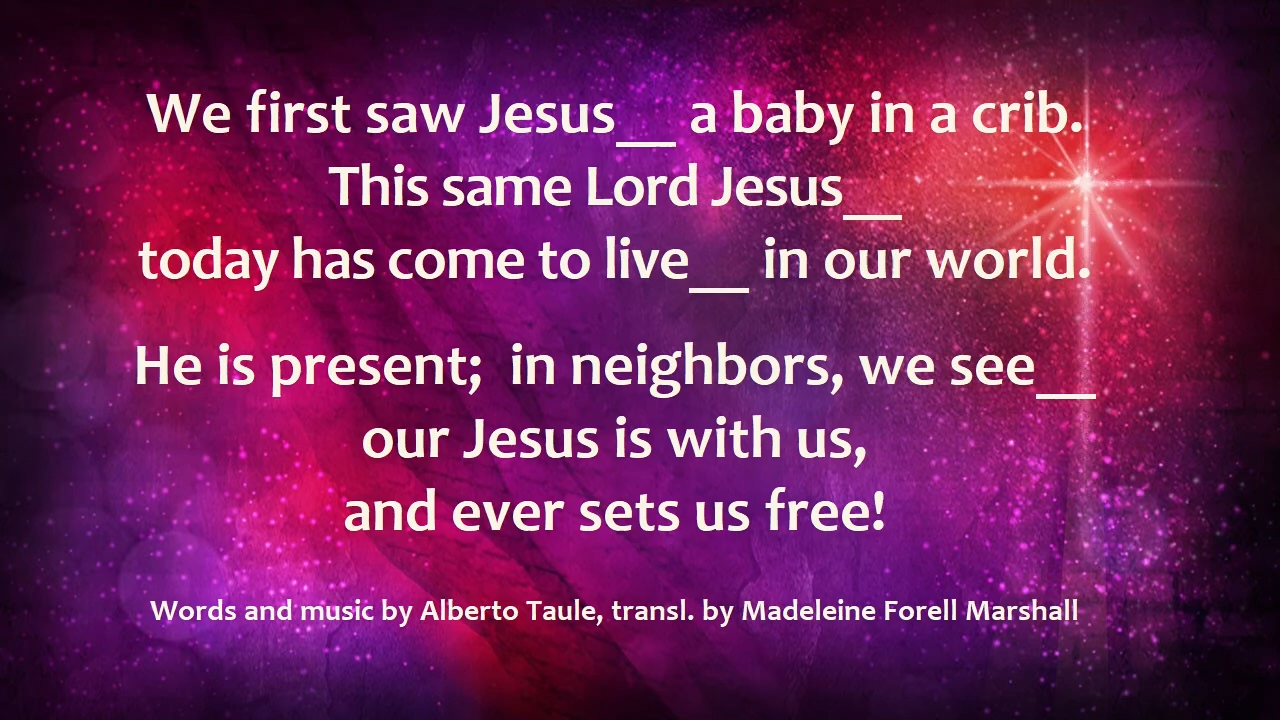 We first saw Jesus__ a baby in a crib.
This same Lord Jesus__
today has come to live__ in our world.
He is present;  in neighbors, we see__
our Jesus is with us,
and ever sets us free!
Words and music by Alberto Taule, transl. by Madeleine Forell Marshall